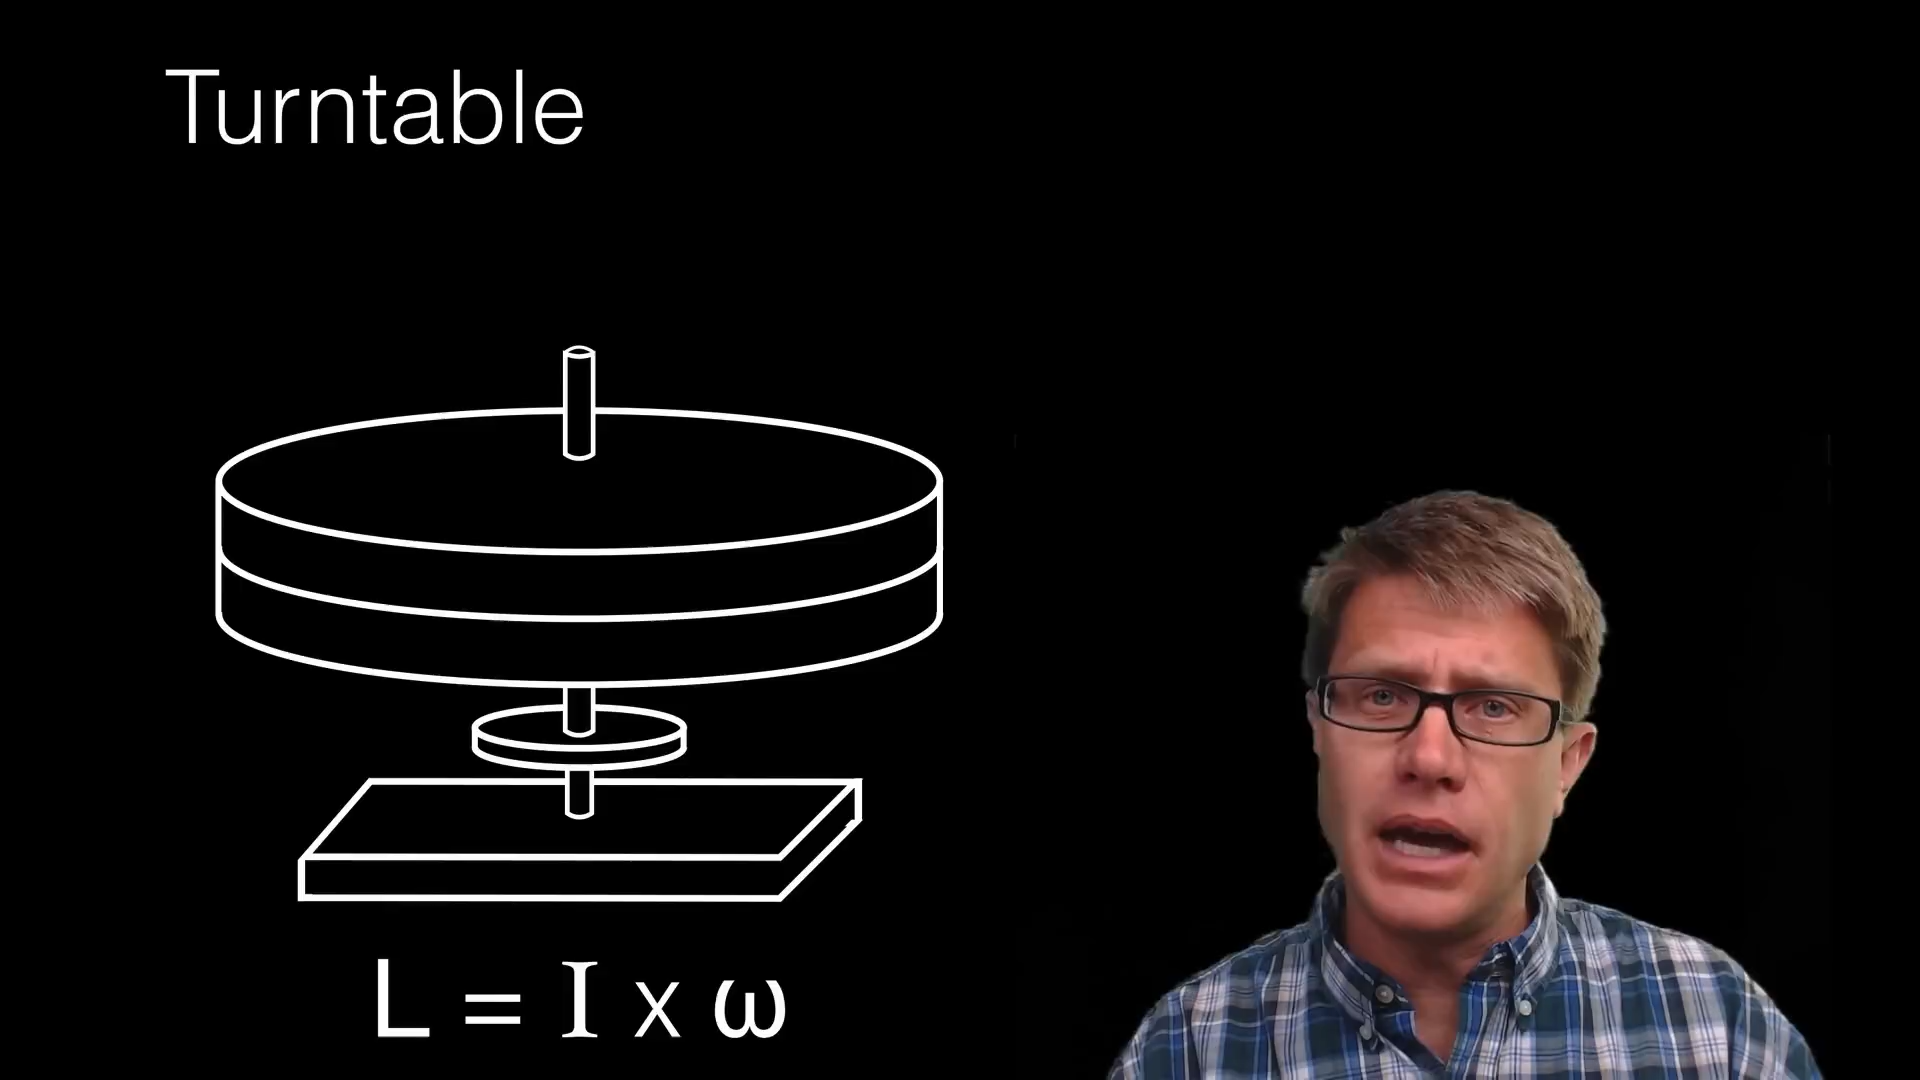 Turntable
L = I x ω